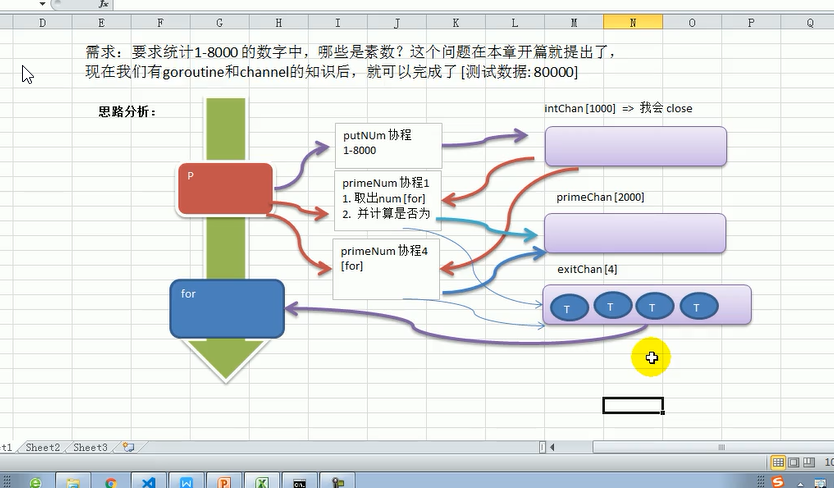 fx
D E F G H I J K L M N O P Q
需求：要求统计1-8000 的数字中，哪些是素数？这个问题在本章开篇就提出了，
现在我们有goroutine和channel的知识后，就可以完成了 [测试数据: 80000]
思路分析：
intChan [1000] => 我会 close
putNUm 协程
1-8000
P
primeNum 协程1
1. 取出num [for]
2. 并计算是否为
primeChan [2000]
primeNum 协程4
[for]
exitChan [4]
for
T T T T
et1 Sheet2 Sheet3
10